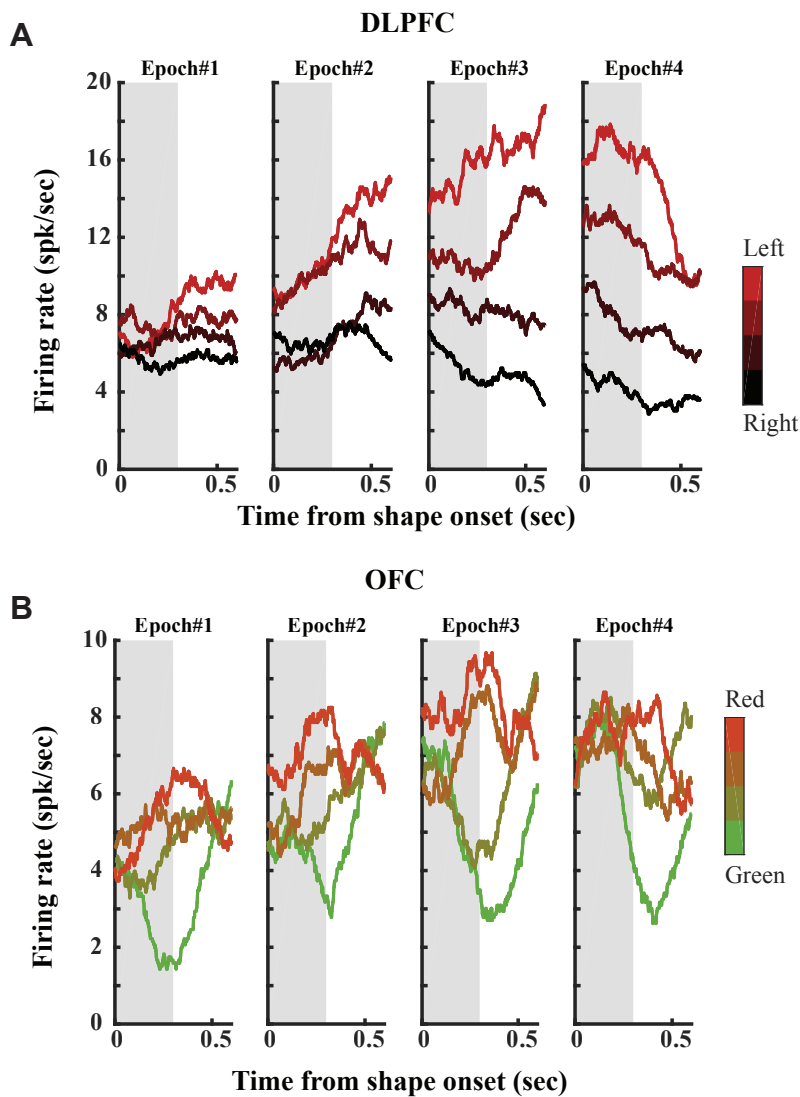 A
DLPFC
Epoch#1 Epoch#2 Epoch#3 Epoch#4
20
16
12
8
4
0
Firing rate (spk/sec)
0 0.5 0 0.5 0 0.5 0 0.5
Time from shape onset (sec)
Left
Right
B
OFC
Epoch#1 Epoch#2 Epoch#3 Epoch#4
10
8
6
4
2
0
Firing rate (spk/sec)
0 0.5 0 0.5 0 0.5 0 0.5
Time from shape onset (sec)
Red
Green